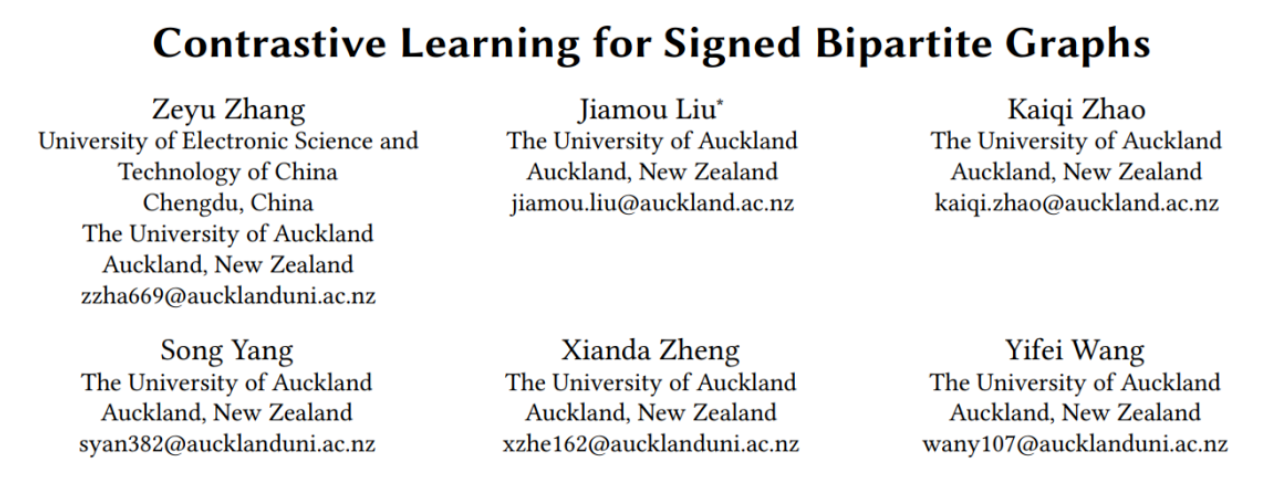 Contrastive Learning for Signed Bipartite Graphs
Zeyu Zhang
University of Electronic Science and
Technology of China
Chengdu, China
The University of Auckland
Auckland, New Zealand
zzha669@aucklanduni.ac.nz
Jiamou Liu*
The University of Auckland
Auckland, New Zealand
jiamou.liu@auckland.ac.nz
Kaiqi Zhao
The University of Auckland
Auckland, New Zealand
kaiqi.zhao@auckland.ac.nz
Song Yang
The University of Auckland
Auckland, New Zealand
syan382@aucklanduni.ac.nz
Xianda Zheng
The University of Auckland
Auckland, New Zealand
xzhe162@aucklanduni.ac.nz
Yifei Wang
The University of Auckland
Auckland, New Zealand
wany107@aucklanduni.ac.nz